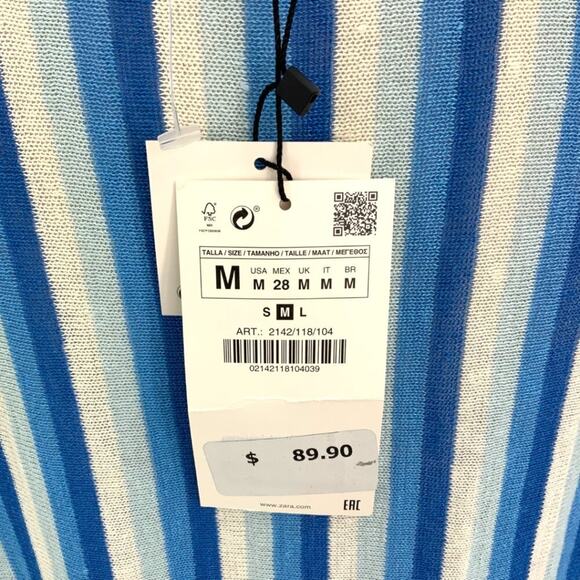 FSC
TALLA / SIZE / TAMANHO / TAILLE / MAAT / ΜΕΓΕΘΟΣ
M USA M MEX 28 UK M IT M BR M
S M L
ART.: 2142/118/104
02142118104039
$ 89.90
www.zara.com
EAC